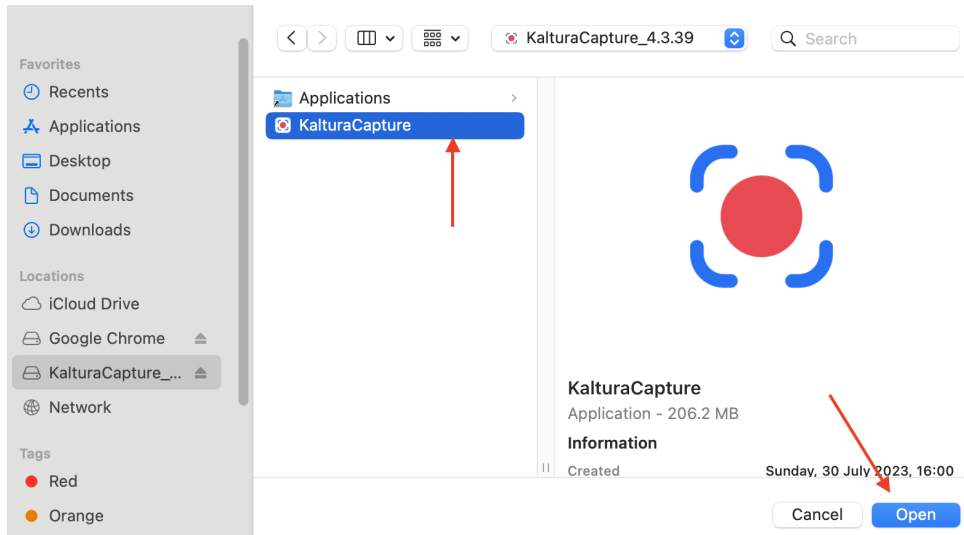 KalturaCapture_4.3.39
Search
Favorites
Recents
Applications
Desktop
Documents
Downloads
Locations
iCloud Drive
Google Chrome
KalturaCapture_...
Network
Tags
Red
Orange
Applications
KalturaCapture
KalturaCapture
Application - 206.2 MB
Information
Created Sunday, 30 July 2023, 16:00
Cancel
Open